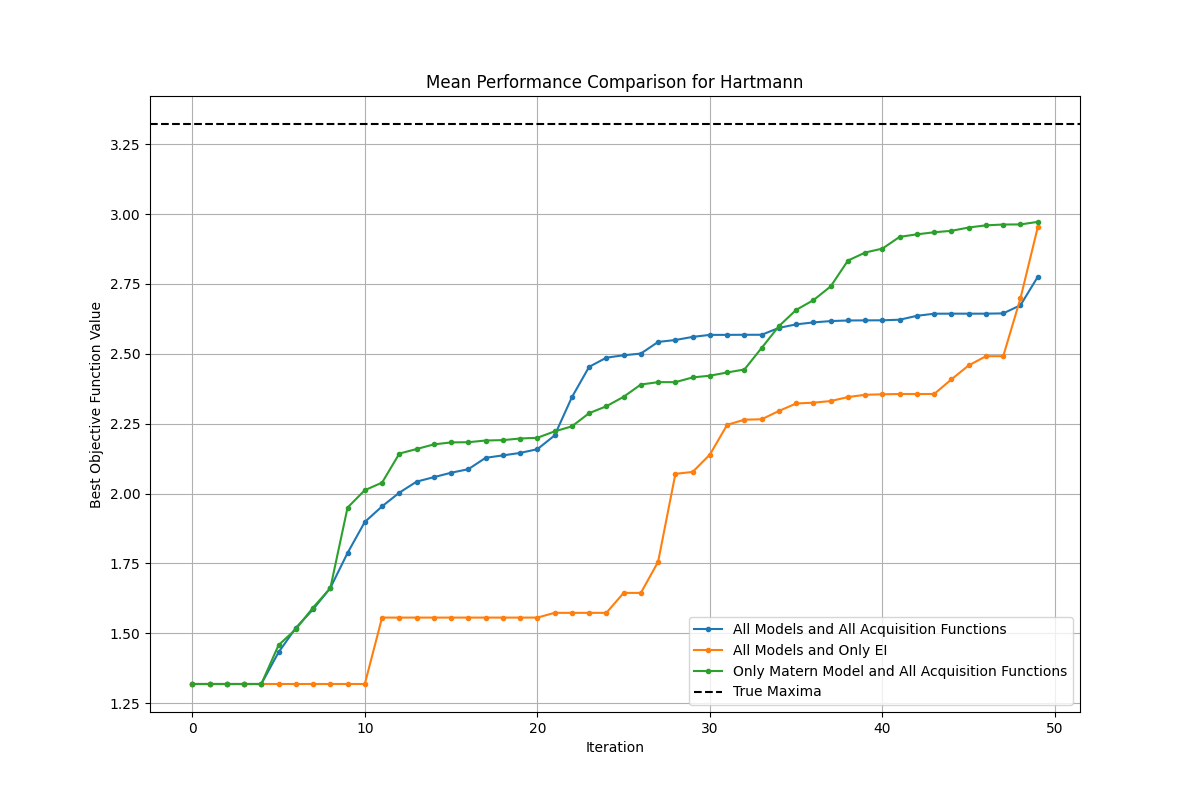 Mean Performance Comparison for Hartmann
Best Objective Function Value
3.25
3.00
2.75
2.50
2.25
2.00
1.75
1.50
1.25
All Models and All Acquisition Functions
All Models and Only EI
Only Matern Model and All Acquisition Functions
True Maxima
0
10
20
30
40
50
Iteration